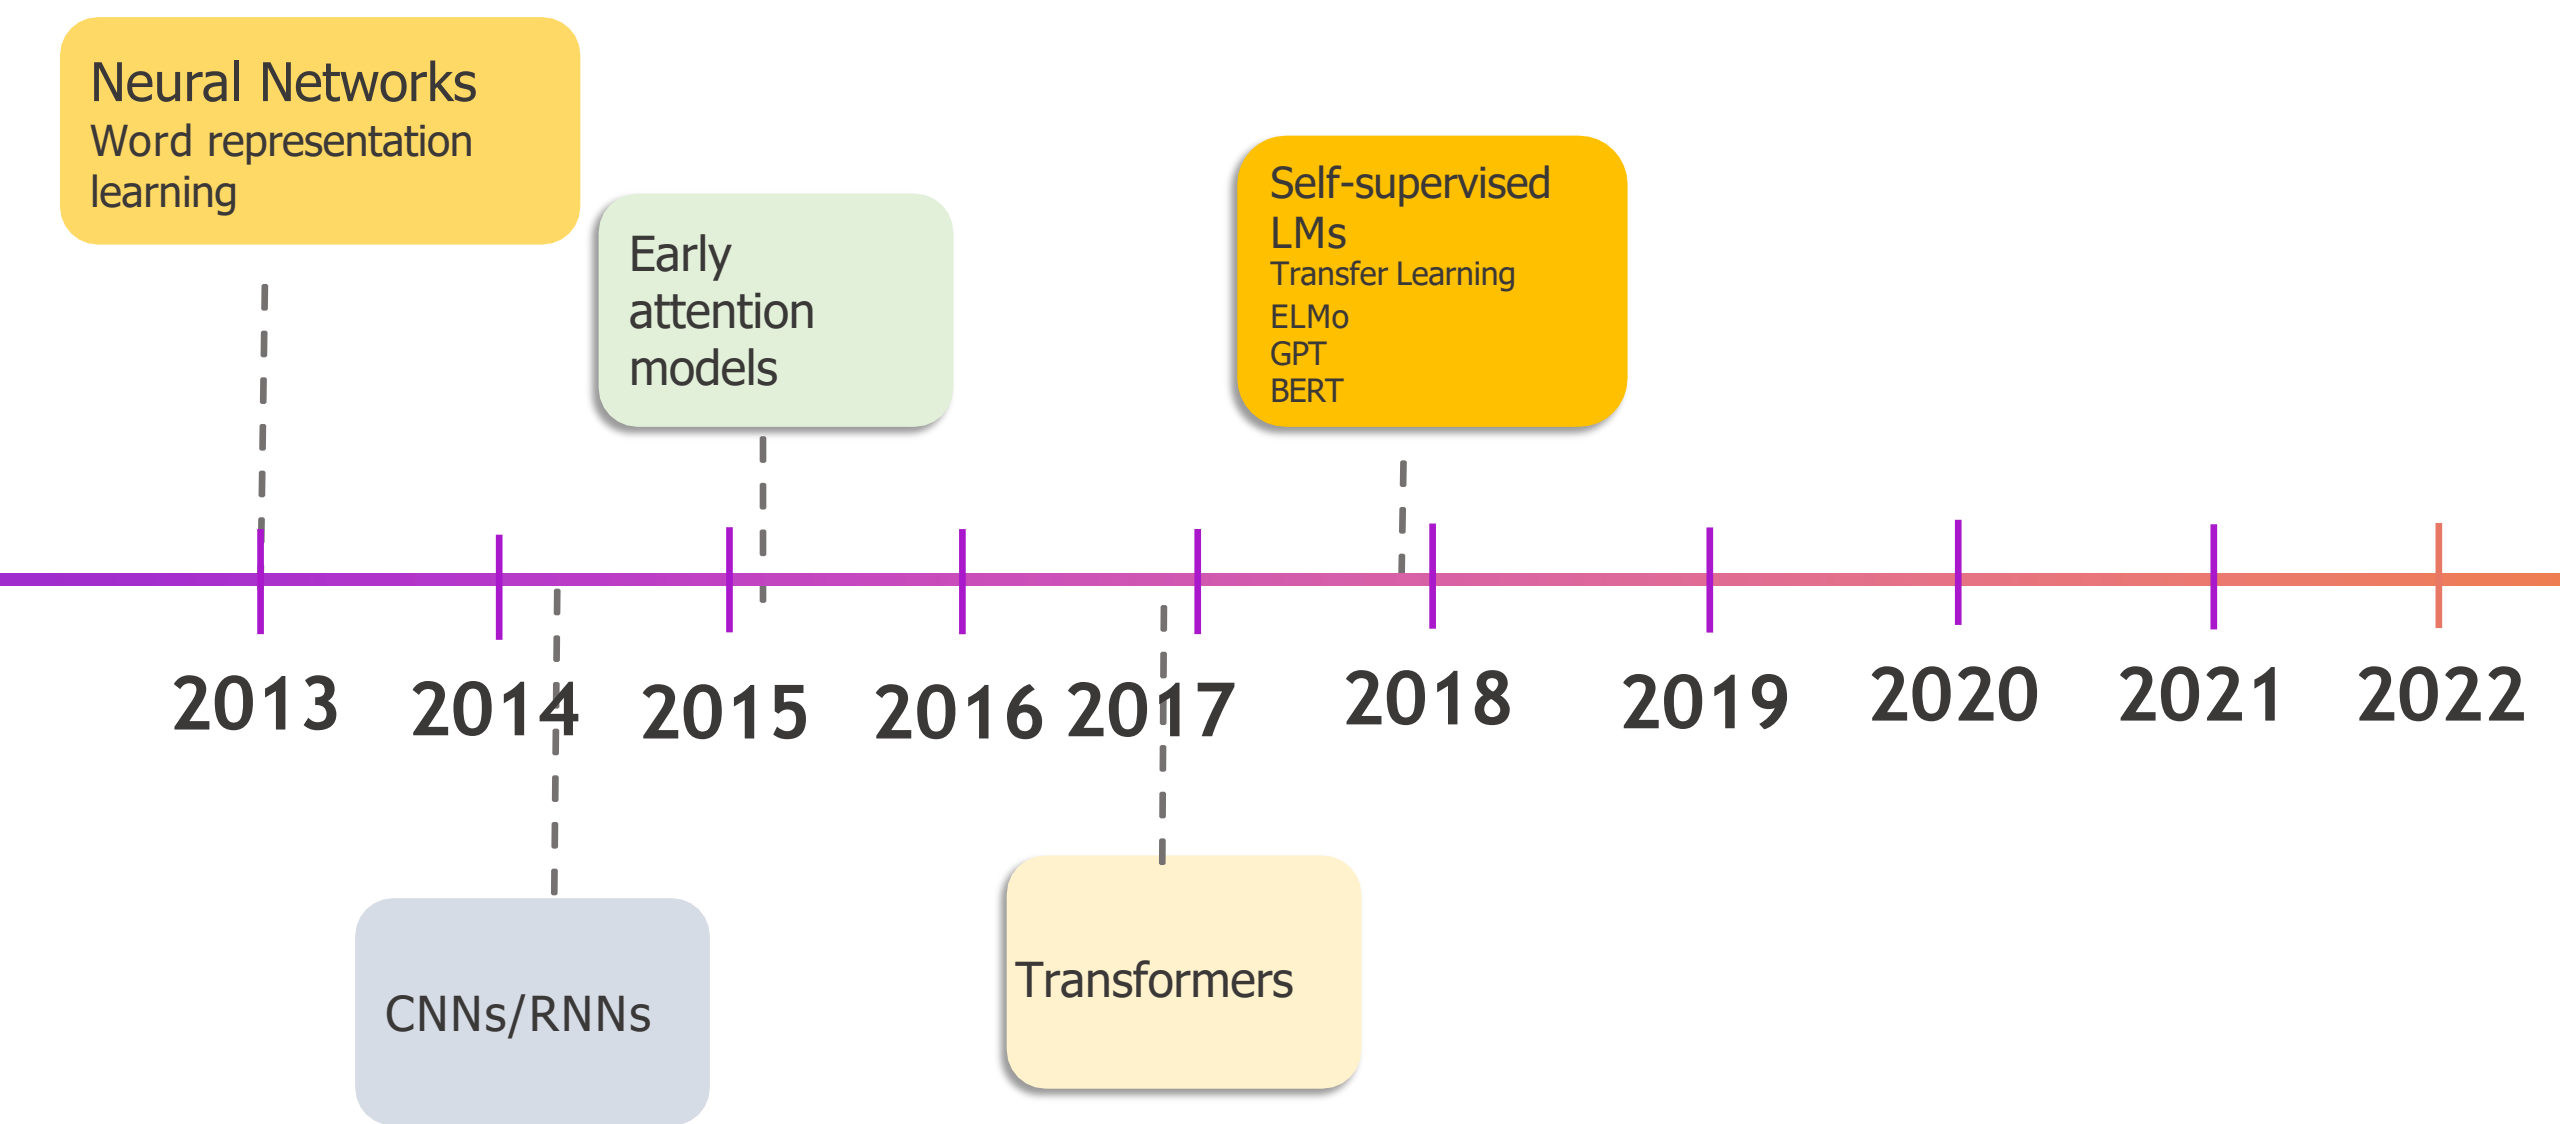 Neural Networks
Word representation
learning
Early
attention
models
Self-supervised
LMs
Transfer Learning
ELMo
GPT
BERT
2013
2014
2015
2016
2017
2018
2019
2020
2021
2022
CNNs/RNNs
Transformers